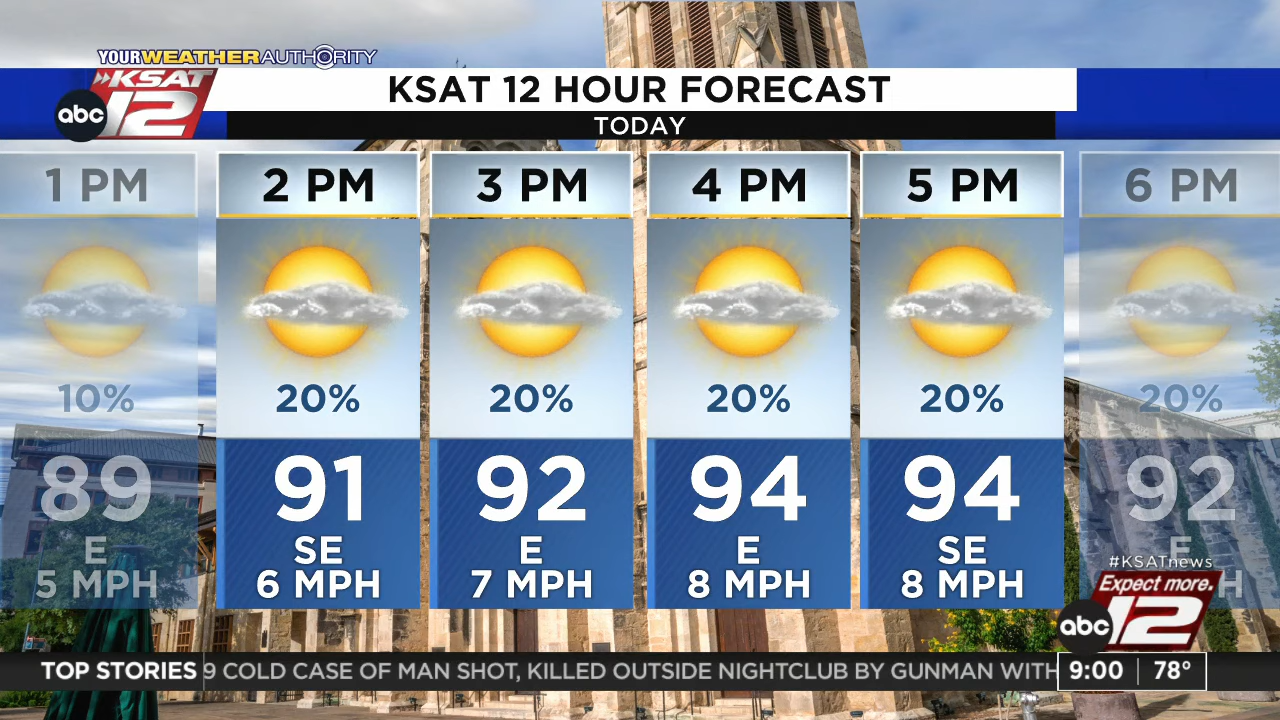 YOURWEATHERAUTHORITY
KSAT
12
abc
KSAT 12 HOUR FORECAST
TODAY
1 PM
10%
89
E
5 MPH
2 PM
20%
91
SE
6 MPH
3 PM
20%
92
E
7 MPH
4 PM
20%
94
E
8 MPH
5 PM
20%
94
SE
8 MPH
6 PM
20%
92
#KSATnews
Expect more.
abc 12
TOP STORIES 9 COLD CASE OF MAN SHOT, KILLED OUTSIDE NIGHTCLUB BY GUNMAN WITH 9:00 78°